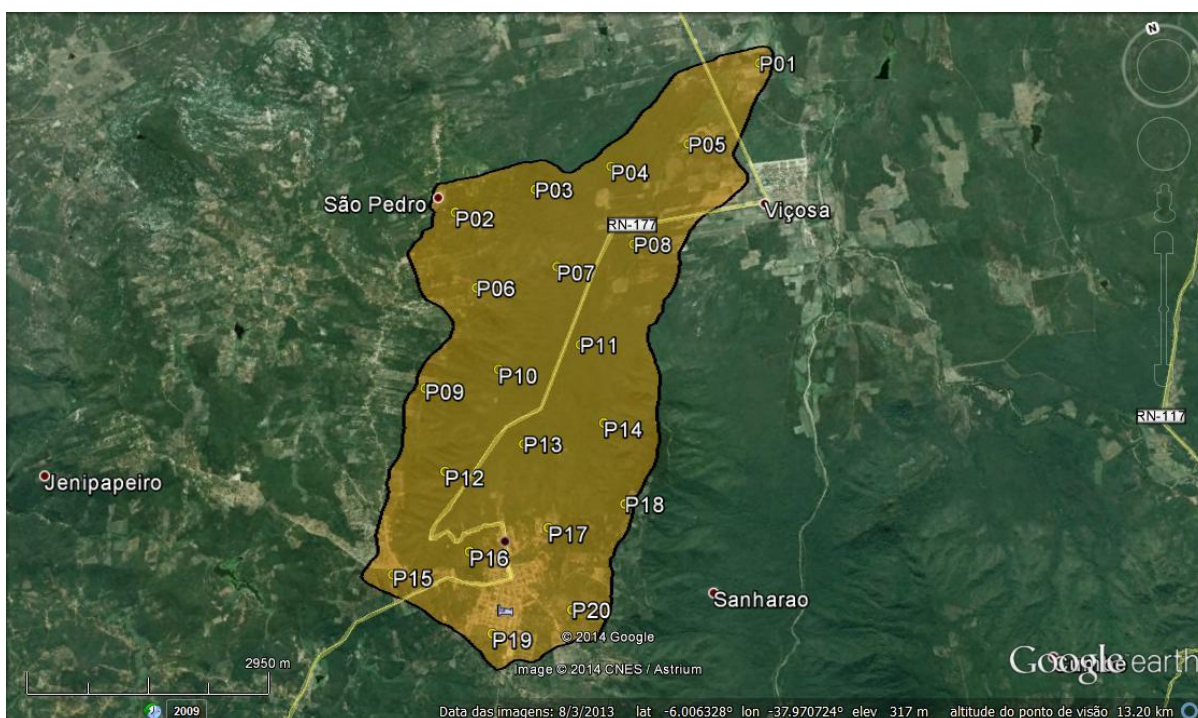 N
P01
P05
P04
P03
São Pedro
P02
Viçosa
RN-177
P08
P07
P06
P11
P10
P09
RN-117
P14
P13
P12
Jenipapeiro
P18
P17
P16
P15
Sanharao
P20
P19
© 2014 Google
2950 m
Image © 2014 CNES / Astrium
Google earth
2009
Data das imagens: 8/3/2013 lat -6.006328° lon -37.970724° elev 317 m altitude do ponto de visão 13.20 km